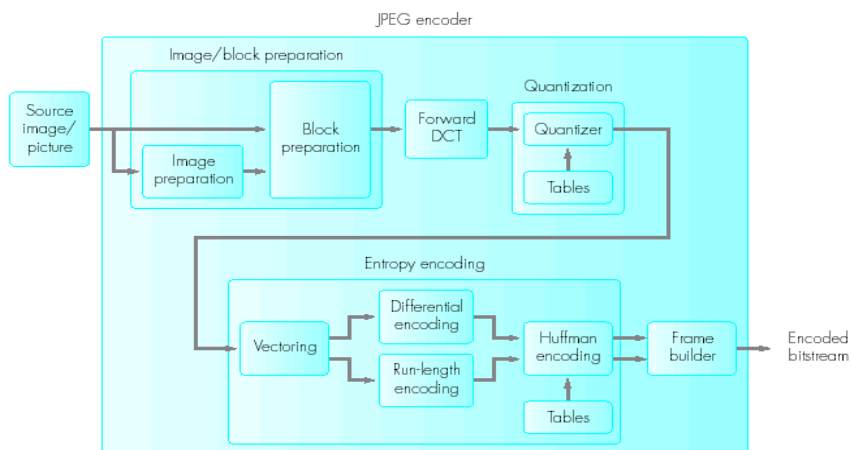 JPEG encoder
Image/block preparation
Source
image/
picture
Image
preparation
Block
preparation
Forward
DCT
Quantization
Quantizer
Tables
Entropy encoding
Vectoring
Differential
encoding
Run-length
encoding
Huffman
encoding
Tables
Frame
builder
Encoded
bitstream